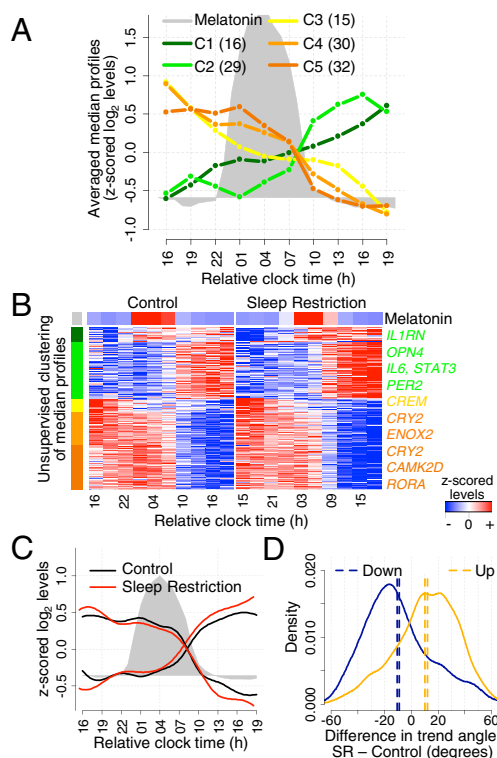 A
Melatonin
C1 (16)
C2 (29)
C3 (15)
C4 (30)
C5 (32)
Averaged median profiles
(z-scored log2 levels)
1.5
1.0
0.5
0.0
-0.5
-1.0
16 19 22 01 04 07 10 13 16 19
Relative clock time (h)
B
Control Sleep Restriction
Melatonin
Unsupervised clustering
of median profiles
IL1RN
OPN4
IL6, STAT3
PER2
CREM
CRY2
ENOX2
CRY2
CAMK2D
RORA
16 22 04 10 16 15 21 03 09 15
Relative clock time (h)
z-scored
levels
- 0 +
C
Control
Sleep Restriction
z-scored log2 levels
1.0
0.5
0.0
-0.5
16 19 22 01 04 07 10 13 16 19
Relative clock time (h)
D
Down Up
Density
0.020
0.010
0.000
-60 -20 0 20 60
Difference in trend angle
SR – Control (degrees)